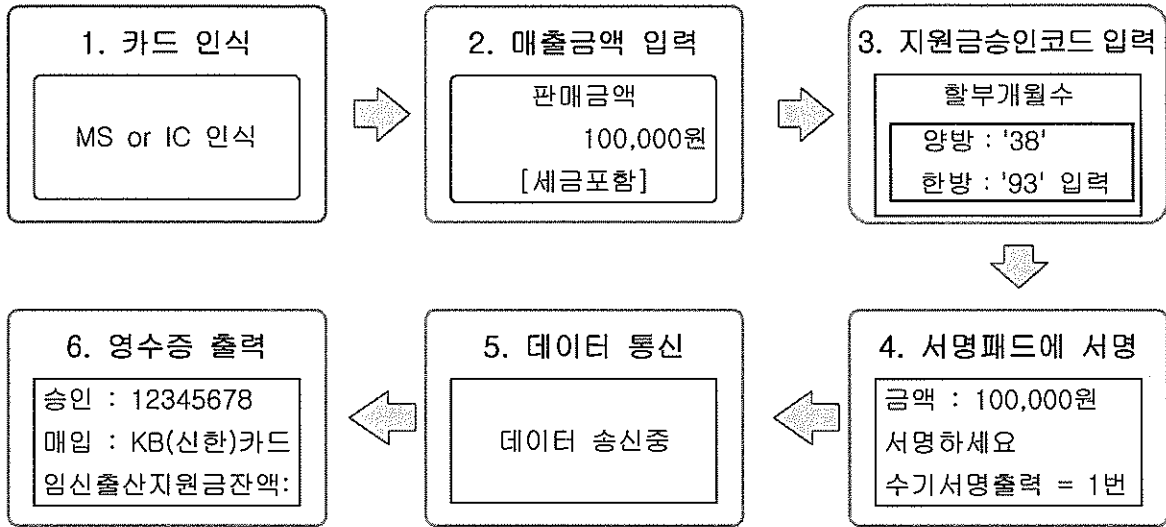 1. 카드 인식
MS or IC 인식
2. 매출금액 입력
판매금액
100,000원
[세금포함]
3. 지원금승인코드 입력
할부개월수
양방 : '38'
한방 : '93' 입력
4. 서명패드에 서명
금액 : 100,000원
서명하세요
수기서명출력 = 1번
5. 데이터 통신
데이터 송신중
6. 영수증 출력
승인 : 12345678
매입 : KB(신한)카드
임신출산지원금잔액: